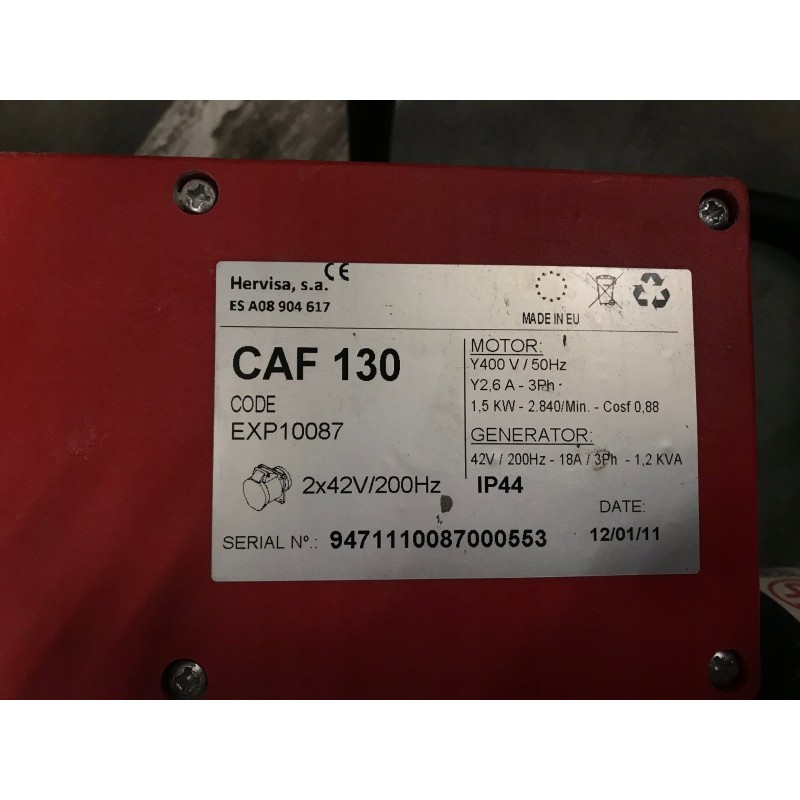 Hervisa, s.a. CE
ES A08 904 617
MADE IN EU
CAF 130
CODE
EXP10087
2x42V/200Hz
MOTOR:
Y400 V / 50Hz
Y2,6 A - 3Ph
1,5 KW - 2.840/Min. - Cosf 0,88
GENERATOR:
42V / 200Hz - 18A / 3Ph - 1,2 KVA
IP44
DATE:
12/01/11
SERIAL Nº.: 9471110087000553